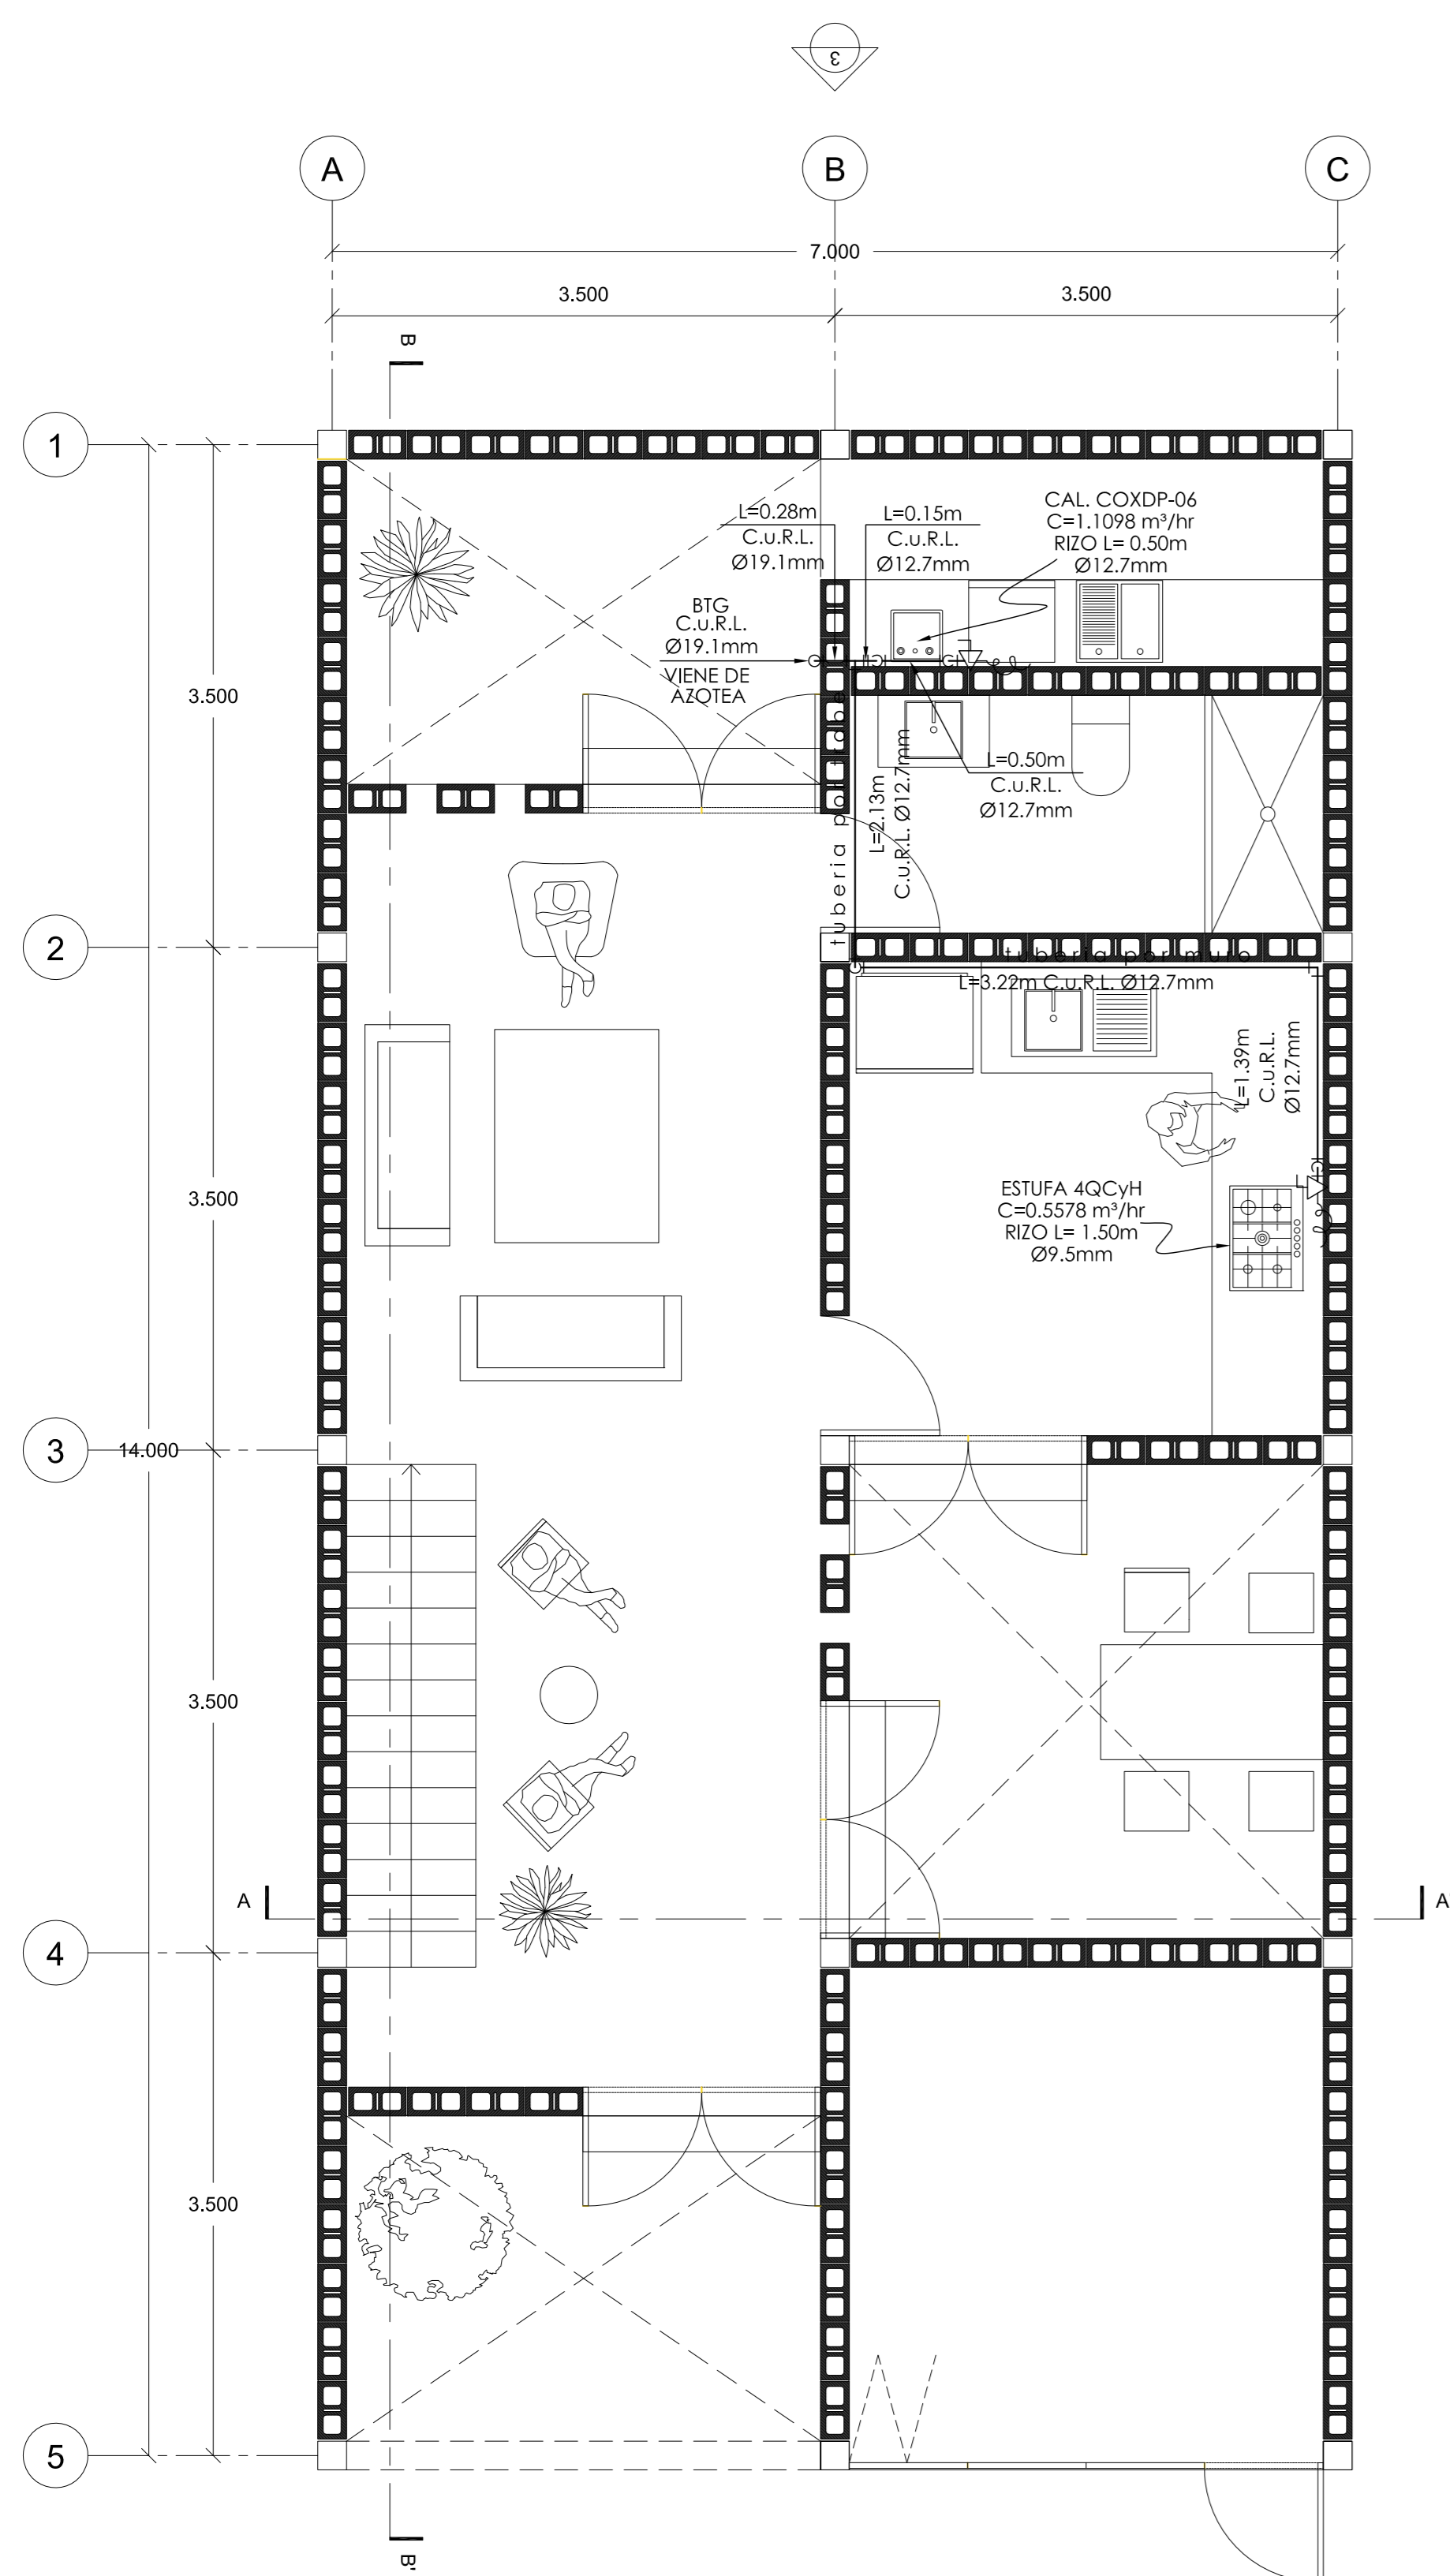 3
A
B
C
7.000
3.500
3.500
B
1
L=0.28m
C.u.R.L.
Ø19.1mm
L=0.15m
C.u.R.L.
Ø12.7mm
CAL. COXDP-06
C=1.1098 m³/hr
RIZO L= 0.50m
Ø12.7mm
BTG
C.u.R.L.
Ø19.1mm
VIENE DE
AZOTEA
3.500
tuberia por trabe
L=2.13m
C.u.R.L. Ø12.7mm
L=0.50m
C.u.R.L.
Ø12.7mm
2
tuberia por muro
L=3.22m C.u.R.L. Ø12.7mm
L=1.39m
C.u.R.L.
Ø12.7mm
3.500
ESTUFA 4QCyH
C=0.5578 m³/hr
RIZO L= 1.50m
Ø9.5mm
3
14.000
3.500
A
A
4
3.500
5
B'